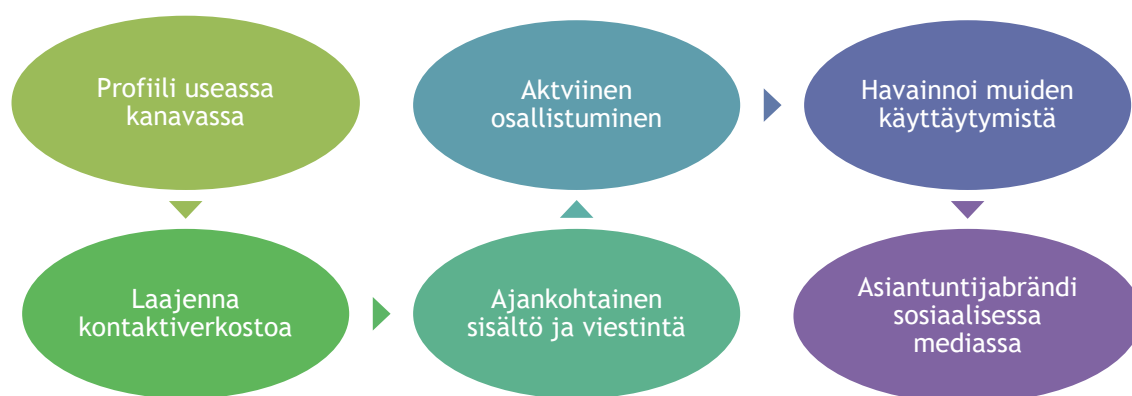 Profiili useassa
kanavassa
Laajenna
kontaktiverkostoa
Ajankohtainen
sisältö ja viestintä
Aktviinen
osallistuminen
Havainnoi muiden
käyttäytymistä
Asiantuntijabrändi
sosiaalisessa
mediassa